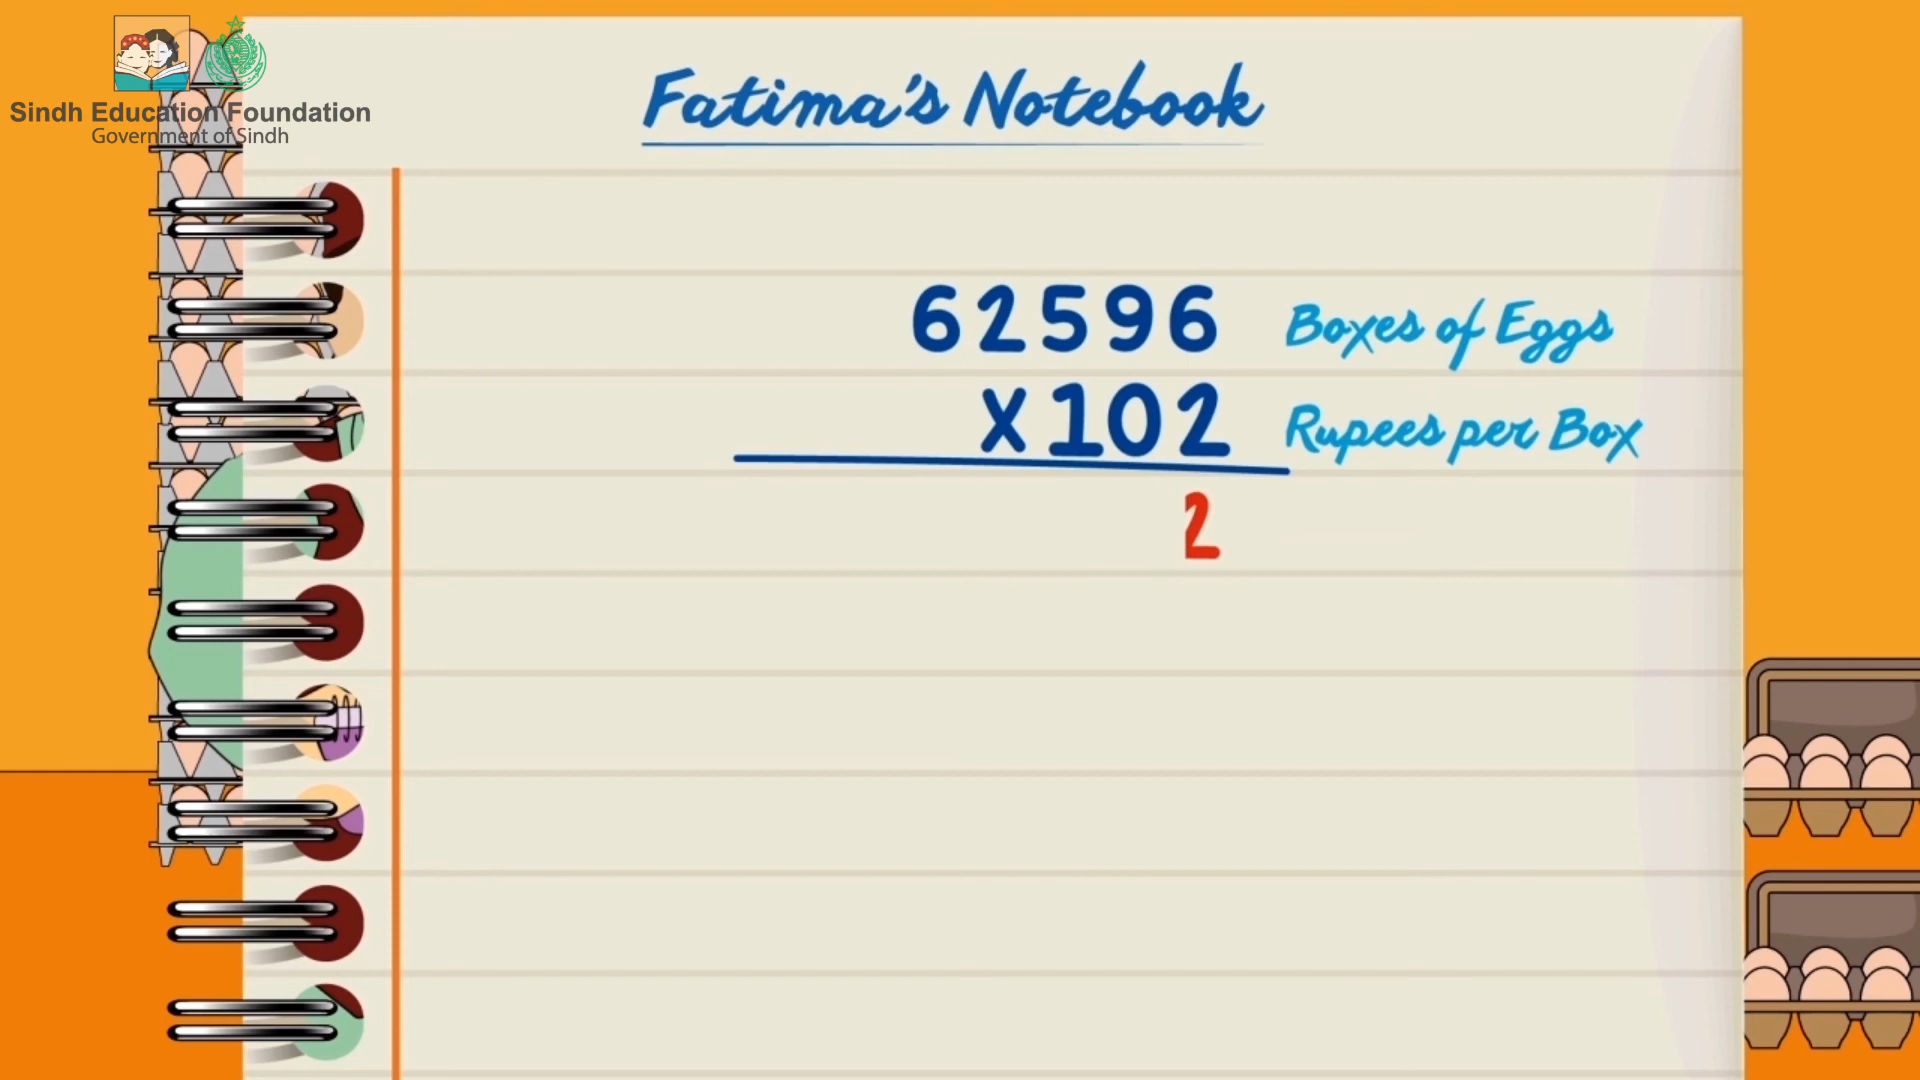 Sindh Education Foundation
Government of Sindh
Fatima's Notebook
62596 Boxes of Eggs
X102 Rupees per Box
2